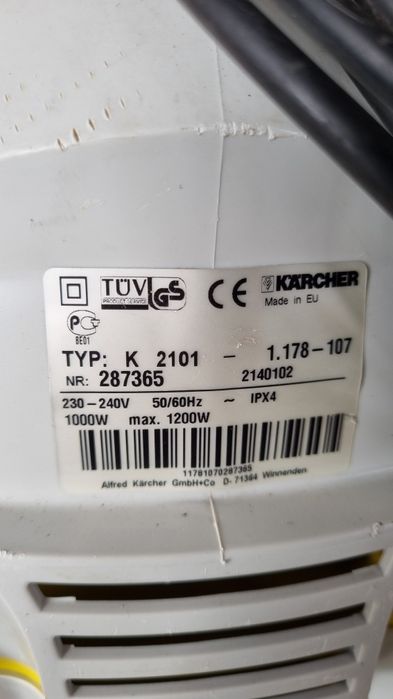 TÜV PRODUCT SERVICE GS CE KÄRCHER
Made in EU
PC
BE01
TYP: K 2101 - 1.178-107
NR: 287365 2140102
230-240V 50/60Hz ~ IPX4
1000W max. 1200W
11781070287365
Alfred Kärcher GmbH+Co D-71364 Winnenden